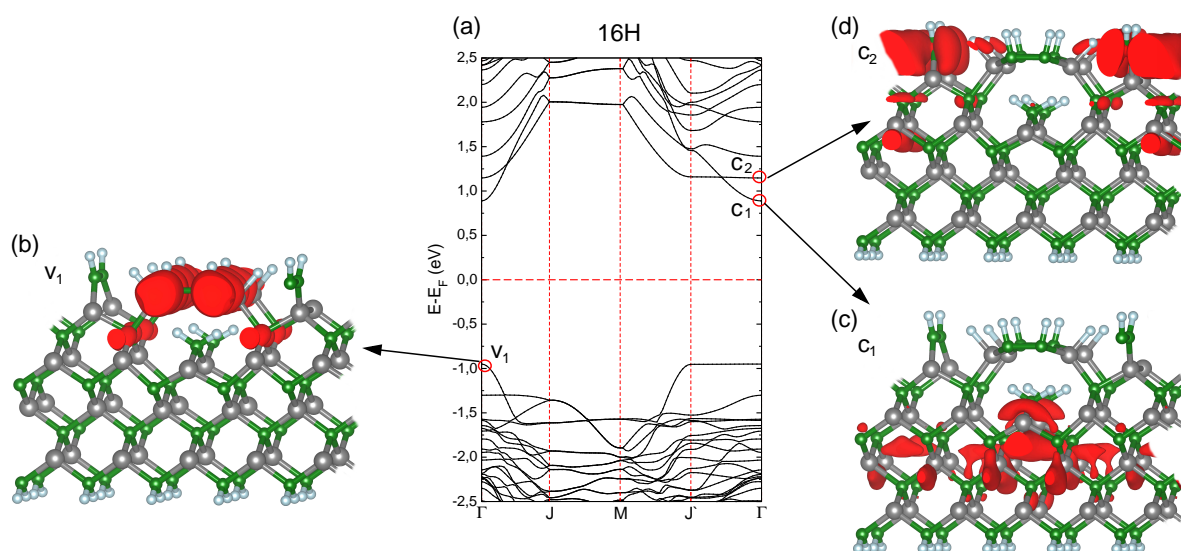 (a)
16H
2,5
2,0
1,5
1,0
0,5
0,0
-0,5
-1,0
-1,5
-2,0
-2,5
E-E_F (eV)
Γ J M J` Γ
c₂
c₁
v₁
(b)
v₁
(d)
c₂
(c)
c₁